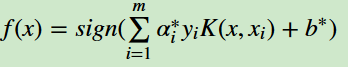 f(x) = sign(∑_{i=1}^{m} α_i^* y_i K(x, x_i) + b^*)